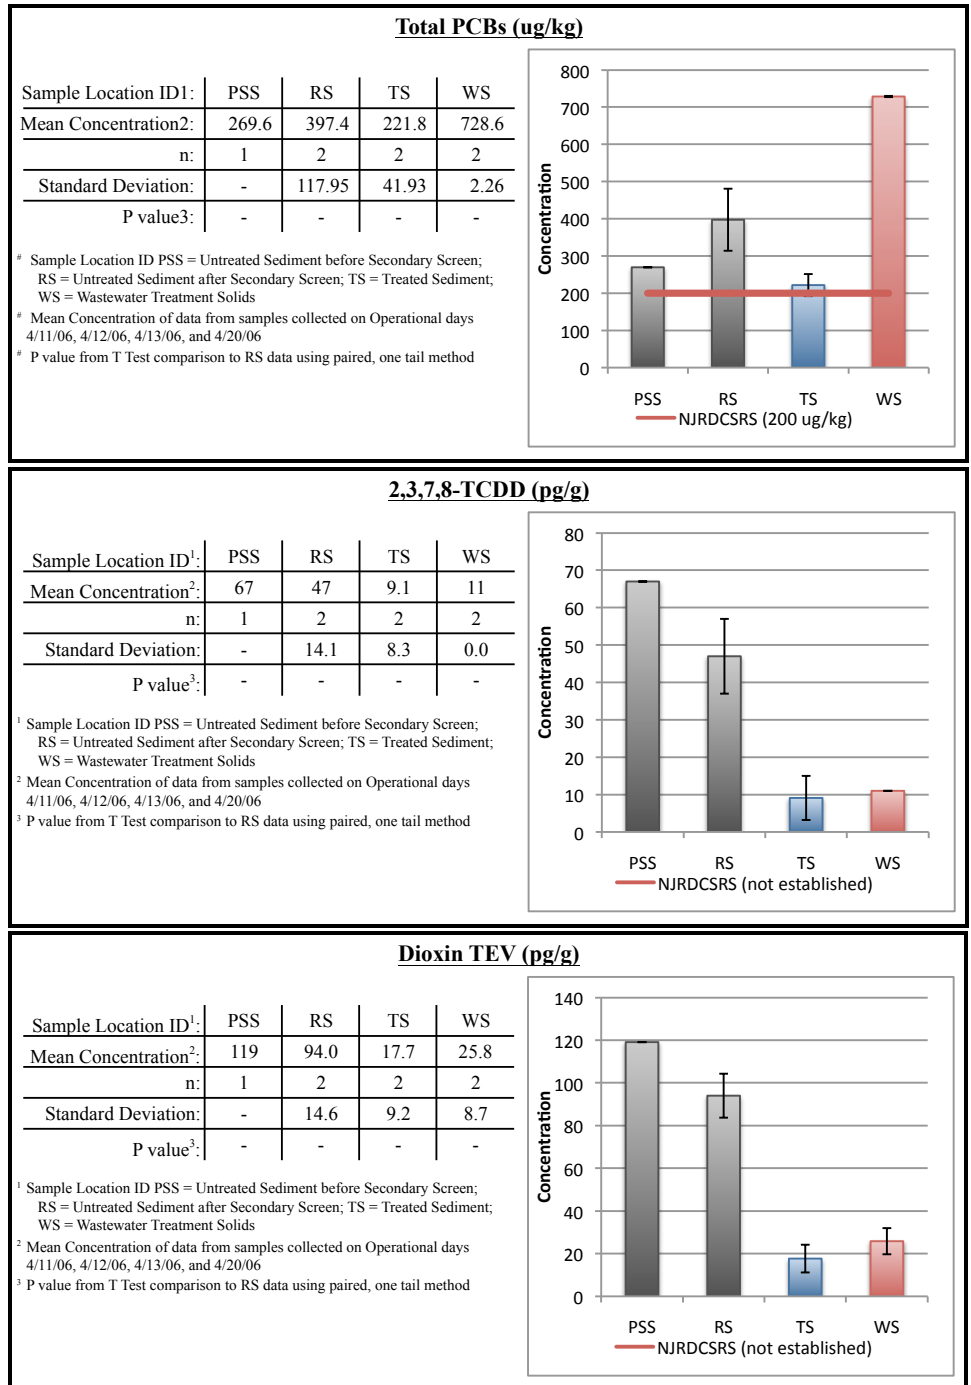 Total PCBs (ug/kg)
Sample Location ID1: PSS RS TS WS
Mean Concentration2: 269.6 397.4 221.8 728.6
n: 1 2 2 2
Standard Deviation: - 117.95 41.93 2.26
P value3: - - - -
# Sample Location ID PSS = Untreated Sediment before Secondary Screen;
RS = Untreated Sediment after Secondary Screen; TS = Treated Sediment;
WS = Wastewater Treatment Solids
# Mean Concentration of data from samples collected on Operational days
4/11/06, 4/12/06, 4/13/06, and 4/20/06
# P value from T Test comparison to RS data using paired, one tail method
Concentration
800
700
600
500
400
300
200
100
0
PSS RS TS WS
NJRDCSRS (200 ug/kg)
2,3,7,8-TCDD (pg/g)
Sample Location ID1: PSS RS TS WS
Mean Concentration2: 67 47 9.1 11
n: 1 2 2 2
Standard Deviation: - 14.1 8.3 0.0
P value3: - - - -
1 Sample Location ID PSS = Untreated Sediment before Secondary Screen;
RS = Untreated Sediment after Secondary Screen; TS = Treated Sediment;
WS = Wastewater Treatment Solids
2 Mean Concentration of data from samples collected on Operational days
4/11/06, 4/12/06, 4/13/06, and 4/20/06
3 P value from T Test comparison to RS data using paired, one tail method
Concentration
80
70
60
50
40
30
20
10
0
PSS RS TS WS
NJRDCSRS (not established)
Dioxin TEV (pg/g)
Sample Location ID1: PSS RS TS WS
Mean Concentration2: 119 94.0 17.7 25.8
n: 1 2 2 2
Standard Deviation: - 14.6 9.2 8.7
P value3: - - - -
1 Sample Location ID PSS = Untreated Sediment before Secondary Screen;
RS = Untreated Sediment after Secondary Screen; TS = Treated Sediment;
WS = Wastewater Treatment Solids
2 Mean Concentration of data from samples collected on Operational days
4/11/06, 4/12/06, 4/13/06, and 4/20/06
3 P value from T Test comparison to RS data using paired, one tail method
Concentration
140
120
100
80
60
40
20
0
PSS RS TS WS
NJRDCSRS (not established)